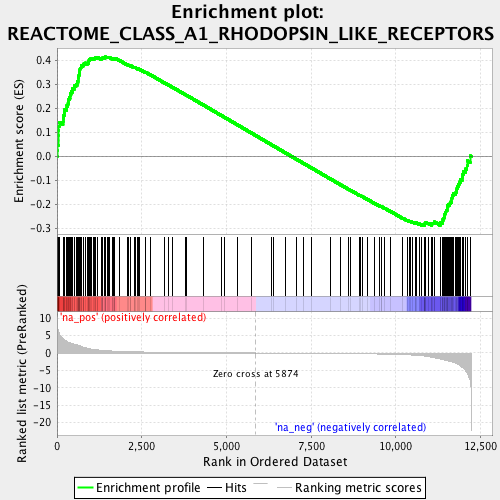 Enrichment plot:
REACTOME_CLASS_A1_RHODOPSIN_LIKE_RECEPTORS
Enrichment score (ES)
0.4
0.3
0.2
0.1
0.0
-0.1
-0.2
-0.3
'na_pos' (positively correlated)
Ranked list metric (PreRanked)
10
5
0
-5
-10
-15
-20
Zero cross at 5874
'na_neg' (negatively correlated)
0
2,500
5,000
7,500
10,000
12,500
Rank in Ordered Dataset
Enrichment profile
Hits
Ranking metric scores